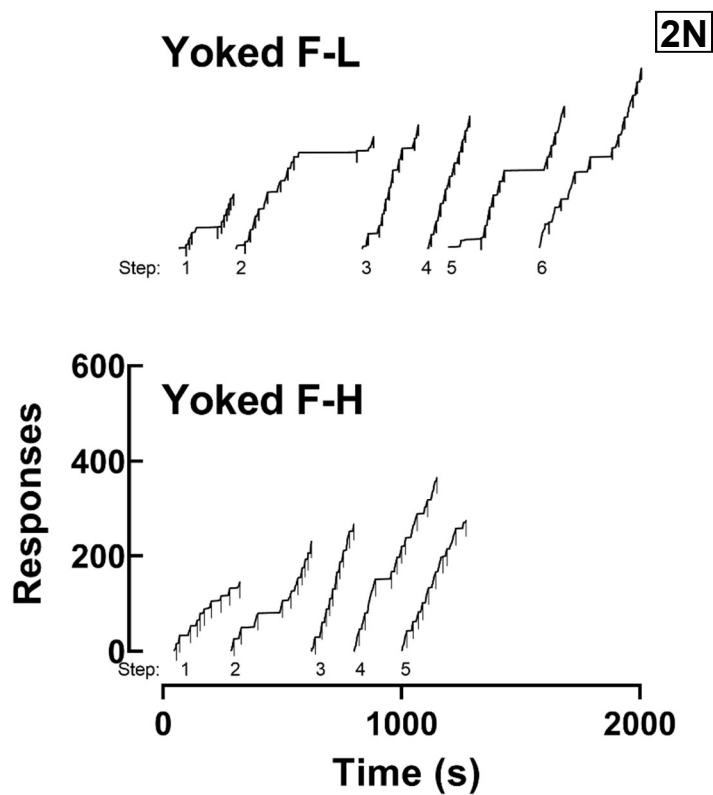 2N
Yoked F-L
Step: 1 2 3 4 5 6
Yoked F-H
600
400
200
0
Responses
Step: 1 2 3 4 5
0 1000 2000
Time (s)